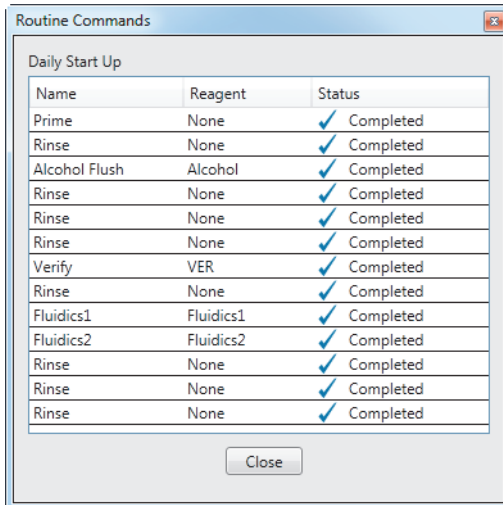 Routine Commands
Daily Start Up
Name Reagent Status
Prime None Completed
Rinse None Completed
Alcohol Flush Alcohol Completed
Rinse None Completed
Rinse None Completed
Rinse None Completed
Verify VER Completed
Rinse None Completed
Fluidics1 Fluidics1 Completed
Fluidics2 Fluidics2 Completed
Rinse None Completed
Rinse None Completed
Rinse None Completed
Close